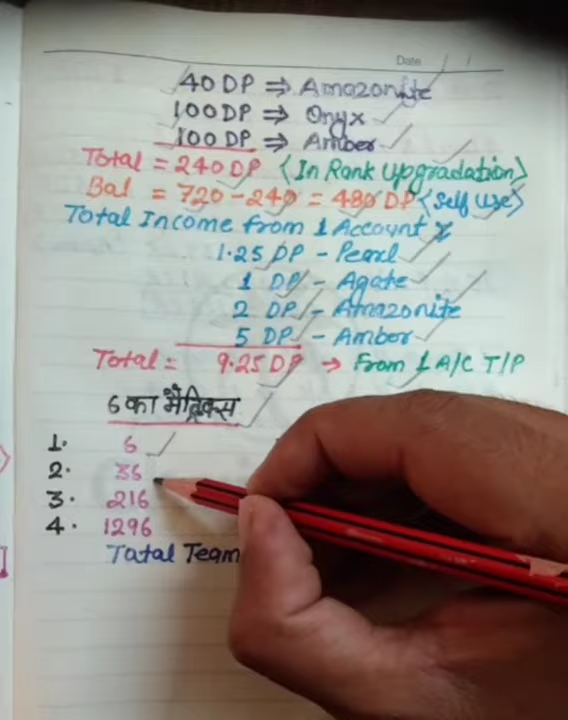 Date
40 DP ⇒ Amazonite
100 DP ⇒ Onyx
100 DP ⇒ Amber
Total = 240 DP (In Rank Upgradation)
Bal = 720 - 240 = 480 DP (Self Use)
Total Income from 1 Account
1.25 DP - Pearl
1 DP - Agate
2 DP - Amazonite
5 DP - Amber
Total = 9.25 DP → From 1 A/C T/P
6 का मैट्रिक्स
1. 6
2. 36
3. 216
4. 1296
Tatal Team